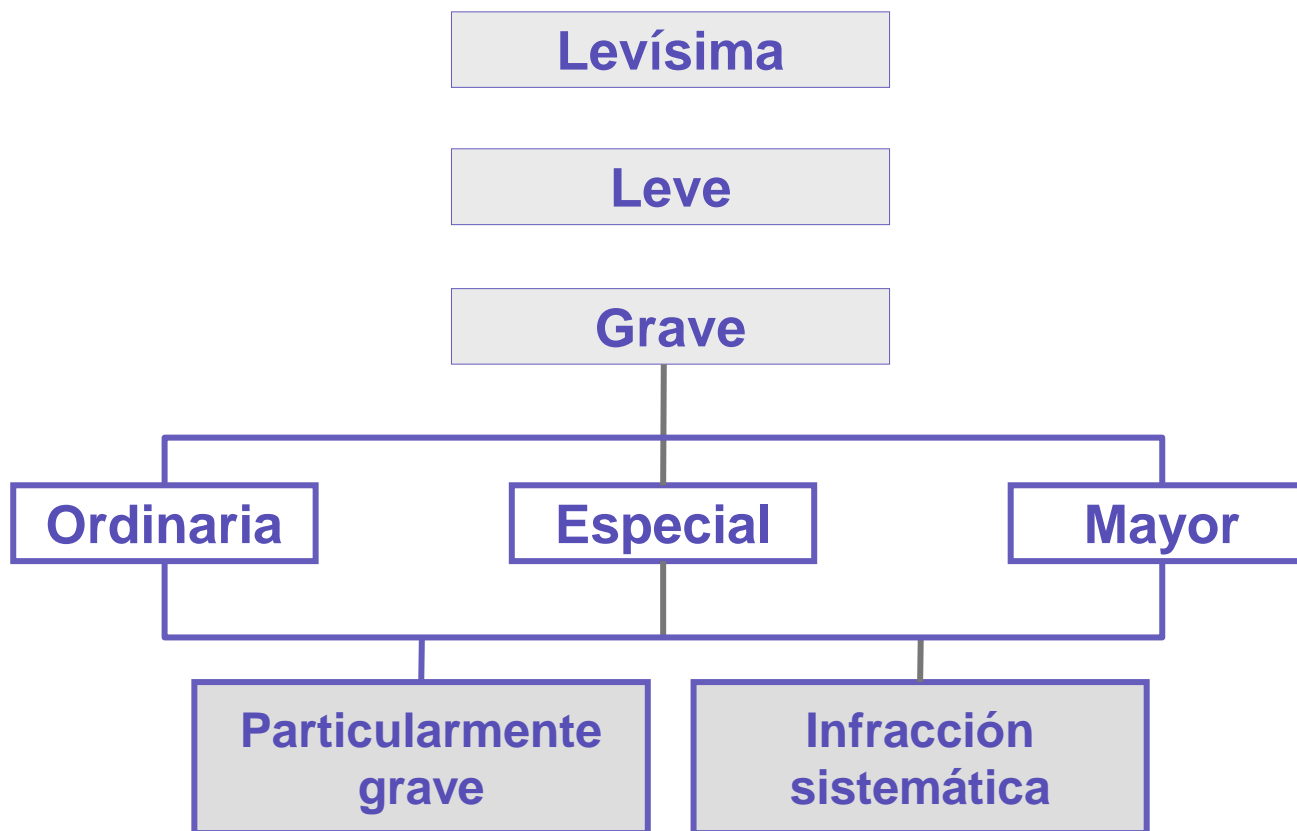 Levísima
Leve
Grave
Ordinaria
Especial
Mayor
Particularmente
grave
Infracción
sistemática